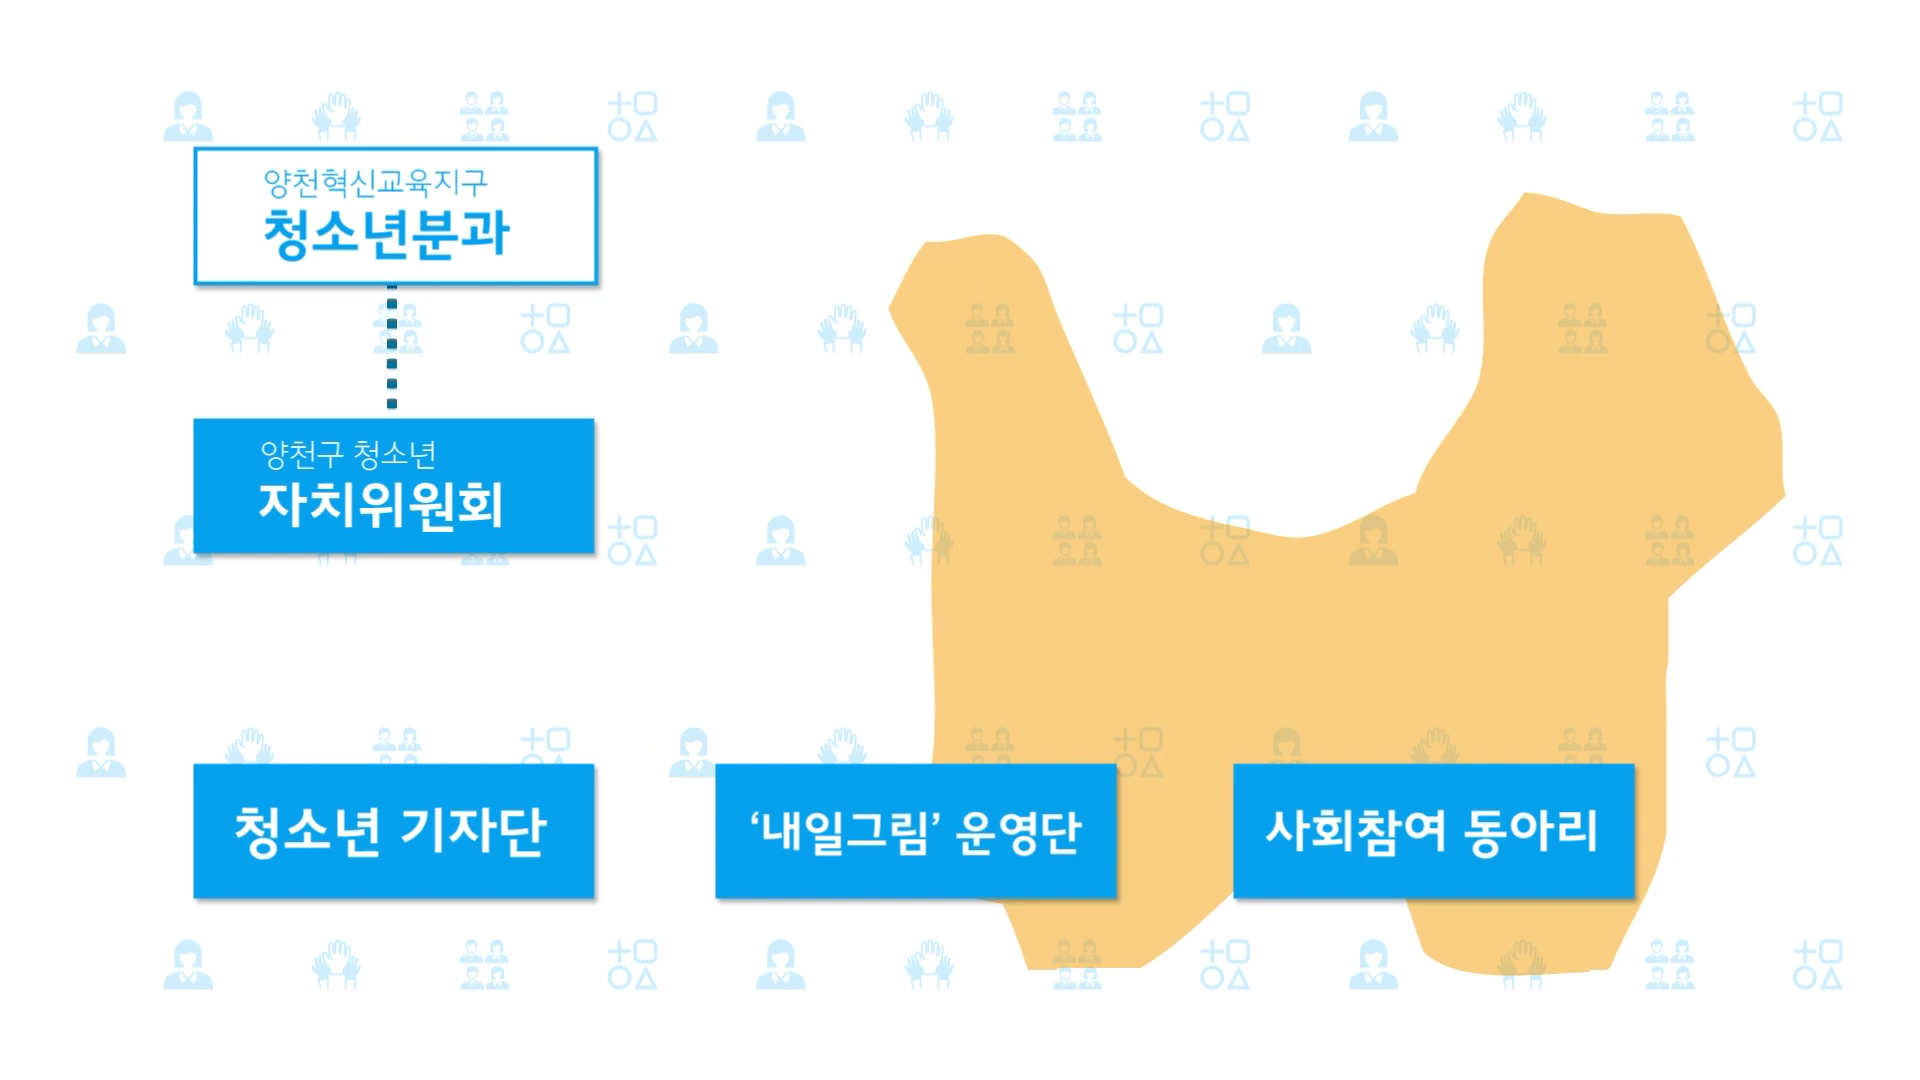 양천혁신교육지구
청소년분과
양천구 청소년
자치위원회
청소년 기자단
‘내일그림’ 운영단
사회참여 동아리